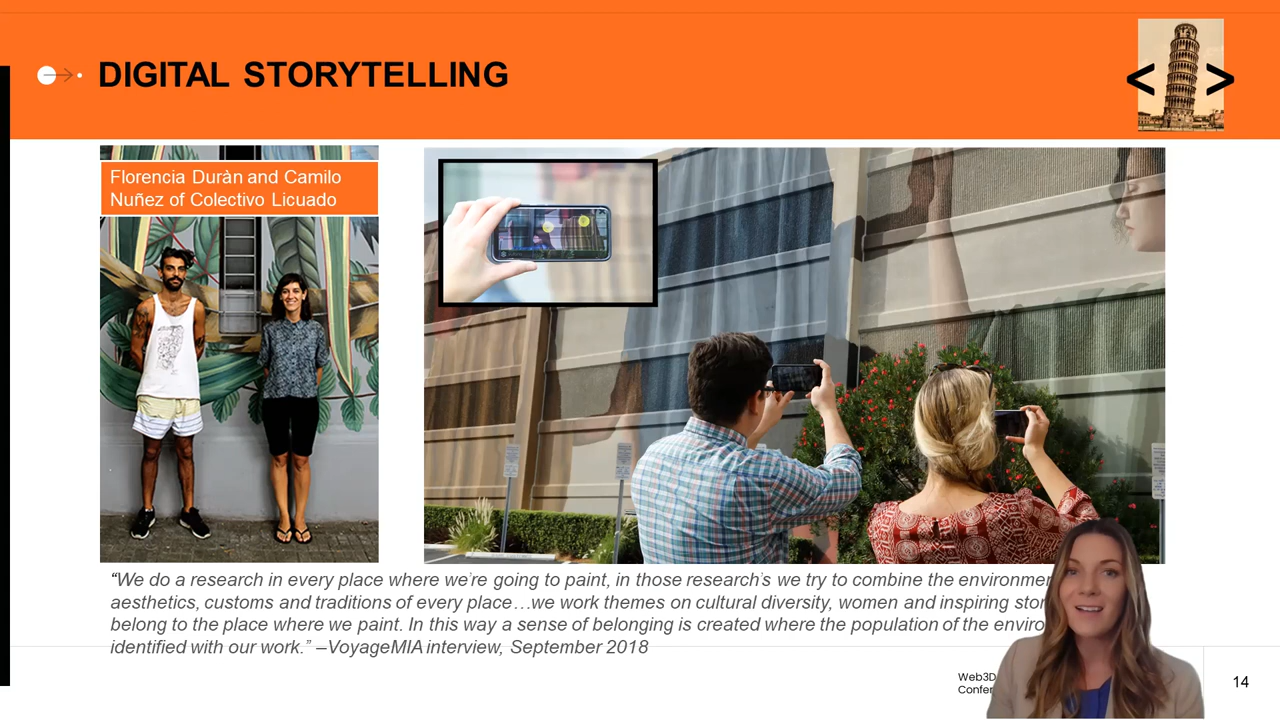 DIGITAL STORYTELLING
< >
Florencia Duràn and Camilo
Nuñez of Colectivo Licuado
“We do a research in every place where we’re going to paint, in those research’s we try to combine the
aesthetics, customs and traditions of every place…we work themes on cultural diversity, women and inspiring
belong to the place where we paint. In this way a sense of belonging is created where the population of the
identified with our work.” –VoyageMIA interview, September 2018
Web3D
14